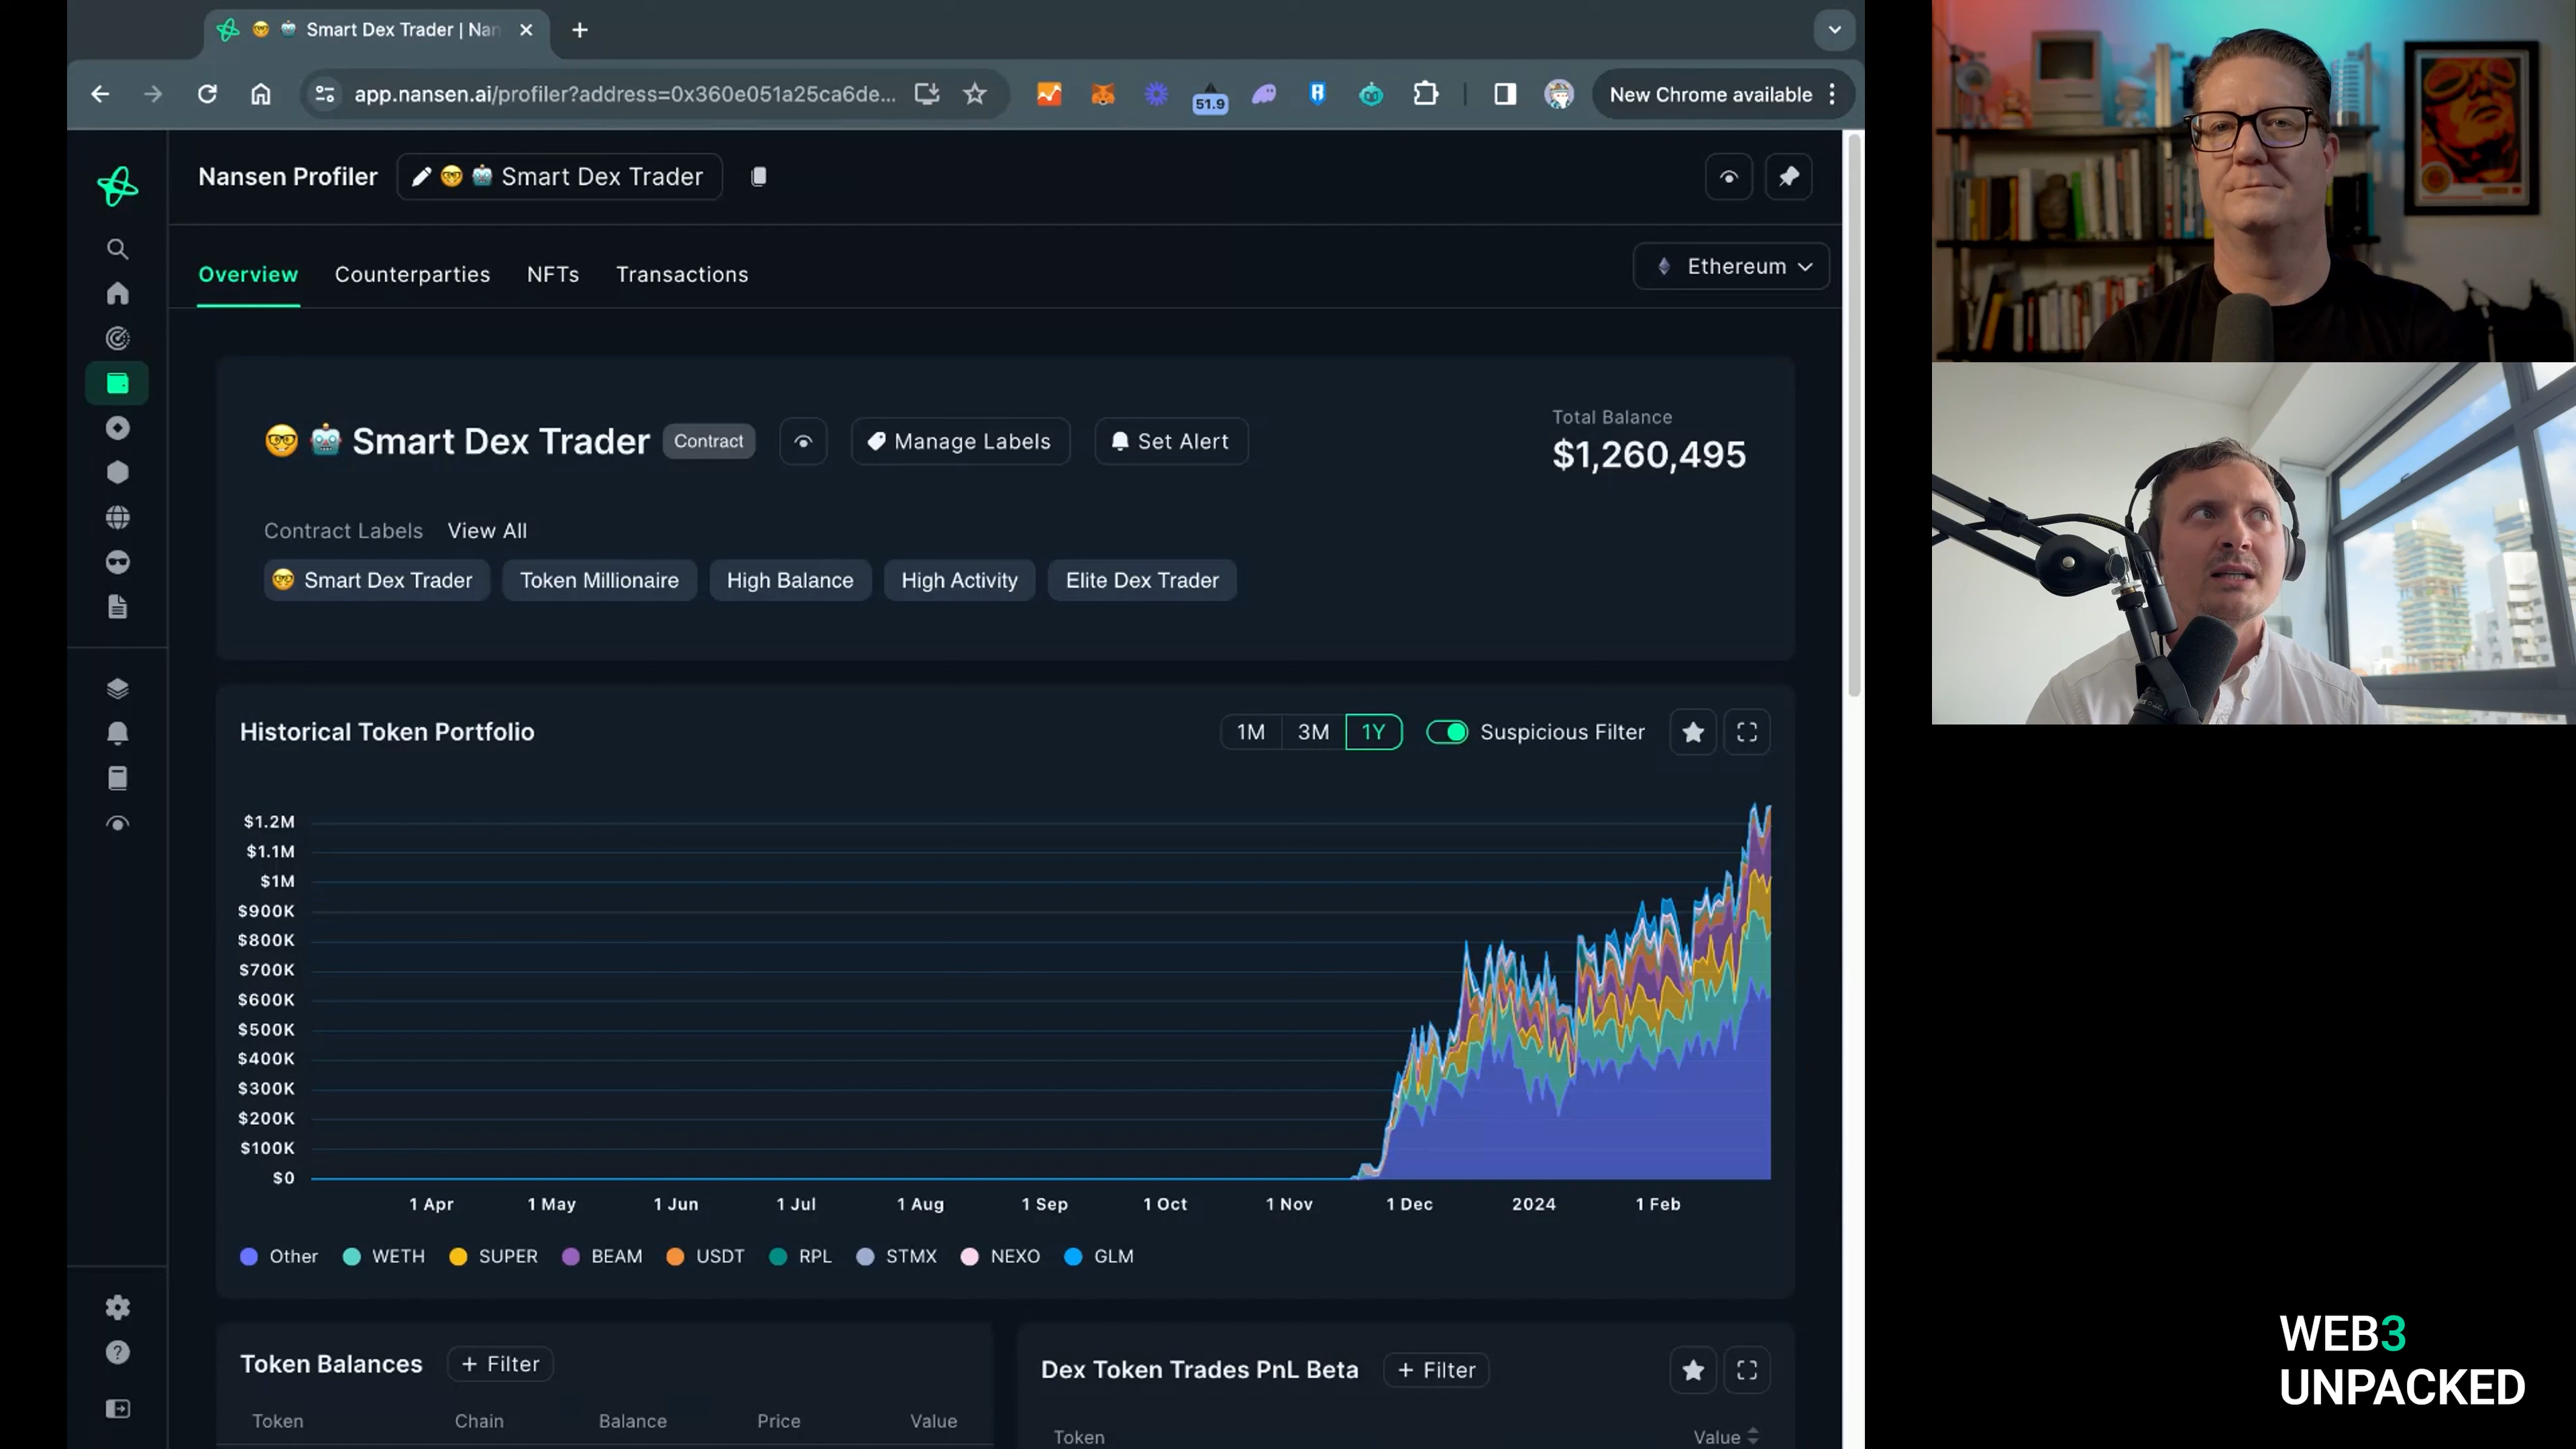 Smart Dex Trader | Nan
app.nansen.ai/profiler?address=0x360e051a25ca6de...
51.9
New Chrome available
Nansen Profiler
Smart Dex Trader
Overview
Counterparties
NFTs
Transactions
Ethereum
Smart Dex Trader
Contract
Manage Labels
Set Alert
Total Balance
$1,260,495
Contract Labels
View All
Smart Dex Trader
Token Millionaire
High Balance
High Activity
Elite Dex Trader
Historical Token Portfolio
1M
3M
1Y
Suspicious Filter
$1.2M
$1.1M
$1M
$900K
$800K
$700K
$600K
$500K
$400K
$300K
$200K
$100K
$0
1 Apr
1 May
1 Jun
1 Jul
1 Aug
1 Sep
1 Oct
1 Nov
1 Dec
2024
1 Feb
Other
WETH
SUPER
BEAM
USDT
RPL
STMX
NEXO
GLM
Token Balances
+ Filter
Token
Chain
Balance
Price
Value
Dex Token Trades PnL Beta
+ Filter
Token
Value
WEB3
UNPACKED